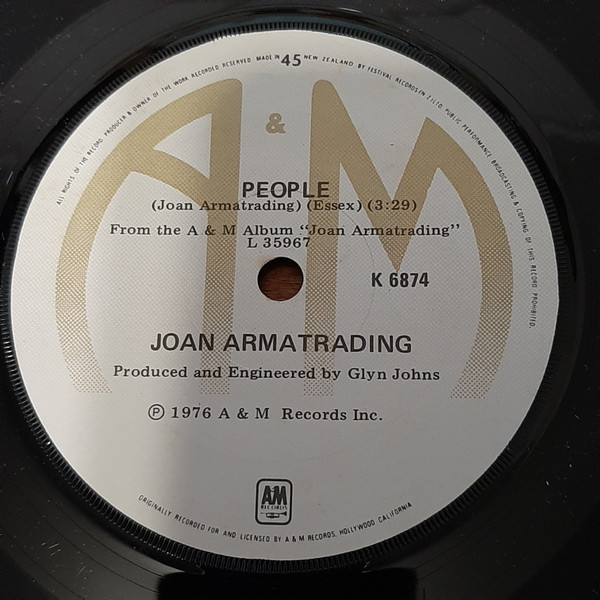 ALL RIGHTS OF THE RECORD PRODUCER & OWNER OF THE WORK RECORDED RESERVED MADE IN 45 NEW ZEALAND BY FESTIVAL RECORDS N Z LTD. PUBLIC PERFORMANCE BROADCASTING & COPYING OF THIS RECORD PROHIBITED.
A & M
PEOPLE
(Joan Armatrading) (Essex) (3:29)
From the A & M Album "Joan Armatrading"
L 35967
K 6874
JOAN ARMATRADING
Produced and Engineered by Glyn Johns
℗ 1976 A & M Records Inc.
AM
RECORDS
ORIGINALLY RECORDED FOR AND LICENSED BY A & M RECORDS, HOLLYWOOD CALIFORNIA